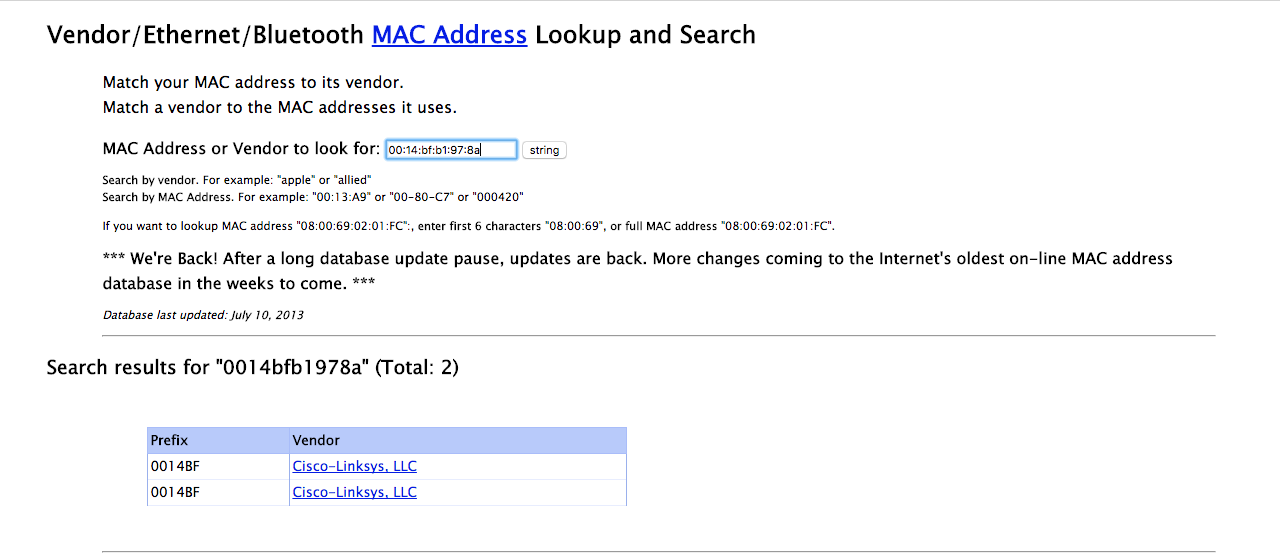 Vendor/Ethernet/Bluetooth MAC Address Lookup and Search
Match your MAC address to its vendor.
Match a vendor to the MAC addresses it uses.
MAC Address or Vendor to look for: 00:14:bf:b1:97:8a string
Search by vendor. For example: "apple" or "allied"
Search by MAC Address. For example: "00:13:A9" or "00-80-C7" or "000420"
If you want to lookup MAC address "08:00:69:02:01:FC":, enter first 6 characters "08:00:69", or full MAC address "08:00:69:02:01:FC".
*** We're Back! After a long database update pause, updates are back. More changes coming to the Internet's oldest on-line MAC address
database in the weeks to come. ***
Database last updated: July 10, 2013
Search results for "0014bfb1978a" (Total: 2)
Prefix Vendor
0014BF Cisco-Linksys, LLC
0014BF Cisco-Linksys, LLC